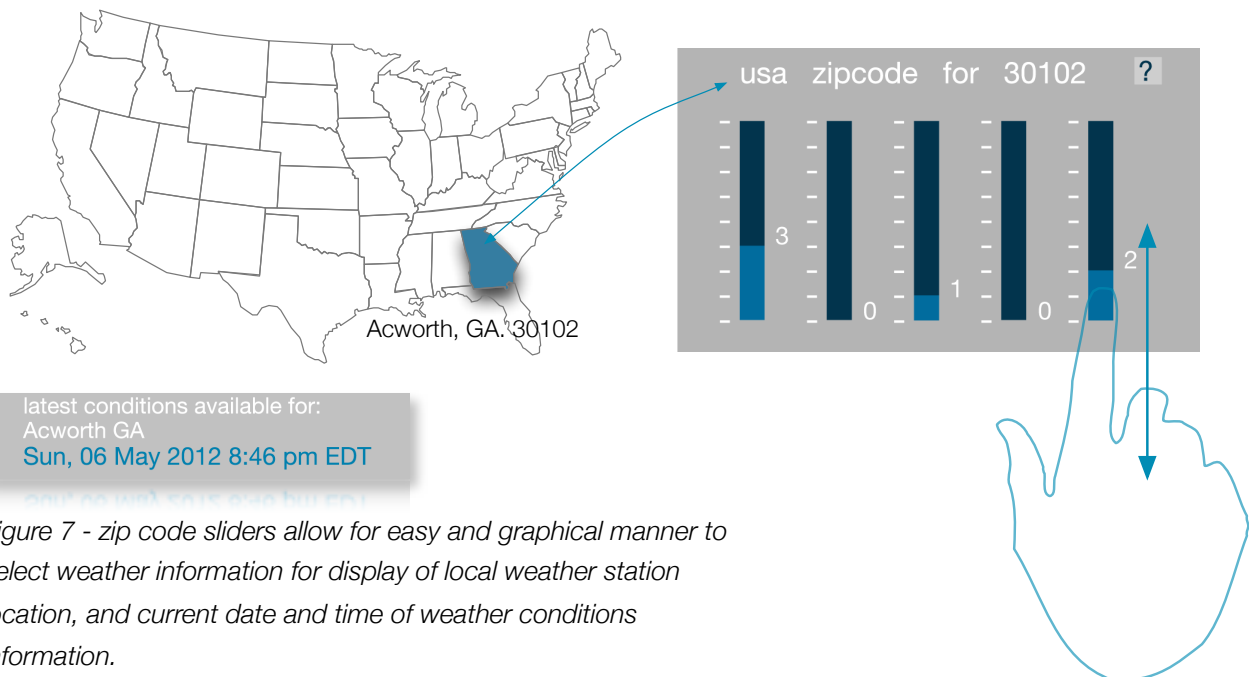 usa zipcode for 30102 ?
3
0
1
0
2
Acworth, GA. 30102
latest conditions available for:
Acworth GA
Sun, 06 May 2012 8:46 pm EDT
igure 7 - zip code sliders allow for easy and graphical manner to
elect weather information for display of local weather station
ocation, and current date and time of weather conditions
nformation.